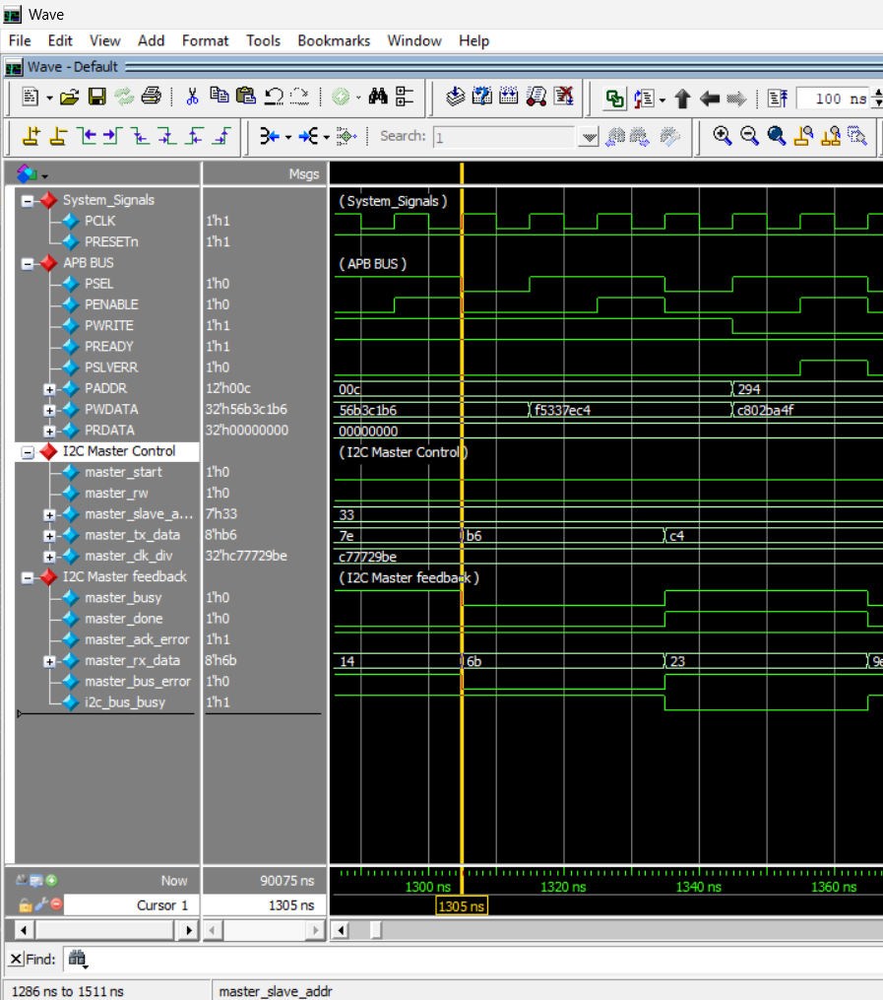 Wave
File Edit View Add Format Tools Bookmarks Window Help
Wave - Default
100 ns
Search: 1
Msgs
System_Signals ( System_Signals )
PCLK 1'h1
PRESETn 1'h1
APB BUS ( APB BUS )
PSEL 1'h0
PENABLE 1'h0
PWRITE 1'h1
PREADY 1'h1
PSLVERR 1'h0
PADDR 12'h00c 00c 294
PWDATA 32'h56b3c1b6 56b3c1b6 f5337ec4 c802ba4f
PRDATA 32'h00000000 00000000
I2C Master Control ( I2C Master Control )
master_start 1'h0
master_rw 1'h0
master_slave_a... 7'h33 33
master_tx_data 8'hb6 7e b6 c4
master_clk_div 32'hc77729be c77729be
I2C Master feedback ( I2C Master feedback )
master_busy 1'h0
master_done 1'h0
master_ack_error 1'h1
master_rx_data 8'h6b 14 6b 23
master_bus_error 1'h0
i2c_bus_busy 1'h1
Now 90075 ns 1300 ns 1320 ns 1340 ns 1360 ns
Cursor 1 1305 ns 1305 ns
Find:
1286 ns to 1511 ns master_slave_addr